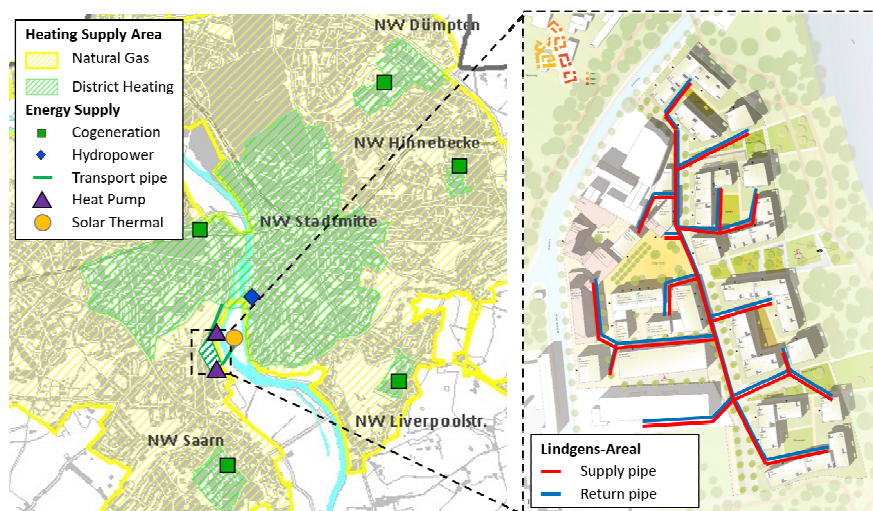 Heating Supply Area
Natural Gas
District Heating
Energy Supply
Cogeneration
Hydropower
Transport pipe
Heat Pump
Solar Thermal
NW Dümpten
NW Hinnebecke
NW Stadtmitte
NW Liverpoolstr.
NW Saarn
Lindgens-Areal
Supply pipe
Return pipe